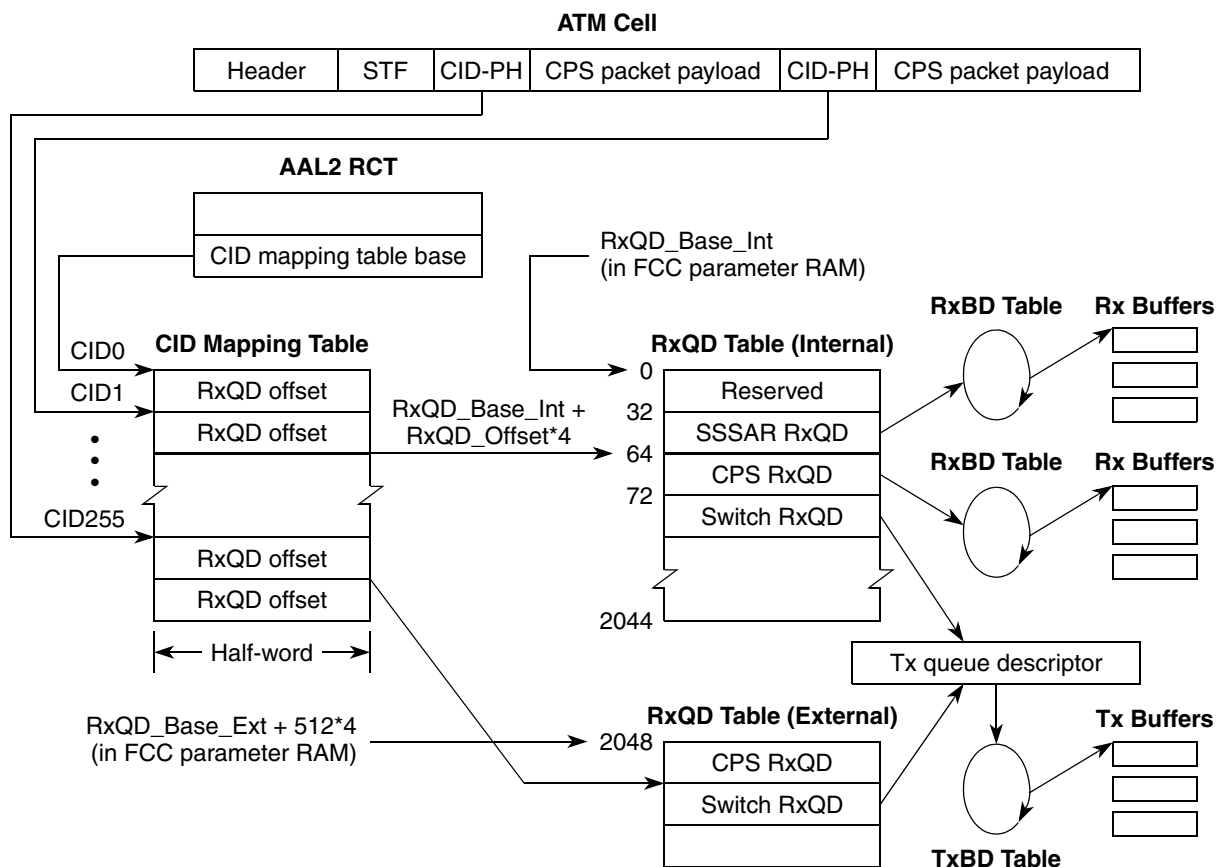 ATM Cell
Header STF CID-PH CPS packet payload CID-PH CPS packet payload
AAL2 RCT
CID mapping table base
RxQD_Base_Int
(in FCC parameter RAM)
RxBD Table Rx Buffers
CID Mapping Table
RxQD Table (Internal)
CID0
0
RxQD offset
Reserved
CID1
RxQD_Base_Int +
RxQD_Offset*4
32
RxQD offset
SSSAR RxQD
64
RxBD Table Rx Buffers
CPS RxQD
72
CID255
Switch RxQD
RxQD offset
RxQD offset
2044
Half-word
Tx queue descriptor
RxQD_Base_Ext + 512*4
(in FCC parameter RAM)
RxQD Table (External)
Tx Buffers
2048
CPS RxQD
Switch RxQD
TxBD Table